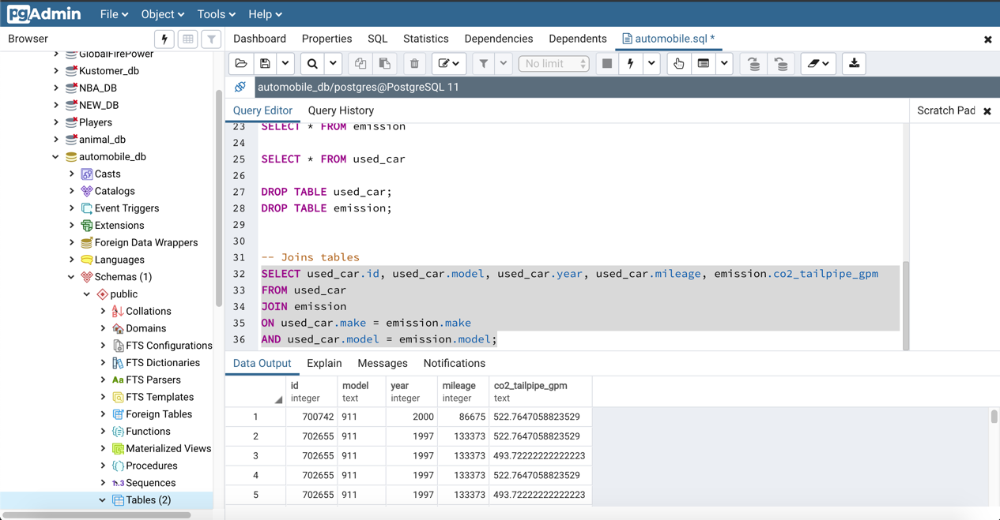 pgAdmin File Object Tools Help
Browser
Dashboard Properties SQL Statistics Dependencies Dependents automobile.sql *
GlobalFirePower
Kustomer_db
NBA_DB
NEW_DB
Players
animal_db
automobile_db
Casts
Catalogs
Event Triggers
Extensions
Foreign Data Wrappers
Languages
Schemas (1)
public
Collations
Domains
FTS Configurations
FTS Dictionaries
Aa FTS Parsers
FTS Templates
Foreign Tables
Functions
Materialized Views
Procedures
1..3 Sequences
Tables (2)
No limit
automobile_db/postgres@PostgreSQL 11
Query Editor Query History
Scratch Pad
23 SELECT * FROM emission
24
25 SELECT * FROM used_car
26
27 DROP TABLE used_car;
28 DROP TABLE emission;
29
30
31 -- Joins tables
32 SELECT used_car.id, used_car.model, used_car.year, used_car.mileage, emission.co2_tailpipe_gpm
33 FROM used_car
34 JOIN emission
35 ON used_car.make = emission.make
36 AND used_car.model = emission.model;
Data Output Explain Messages Notifications
id model year mileage co2_tailpipe_gpm
integer text integer integer text
1 700742 911 2000 86675 522.7647058823529
2 702655 911 1997 133373 522.7647058823529
3 702655 911 1997 133373 493.72222222222223
4 702655 911 1997 133373 522.7647058823529
5 702655 911 1997 133373 493.72222222222223